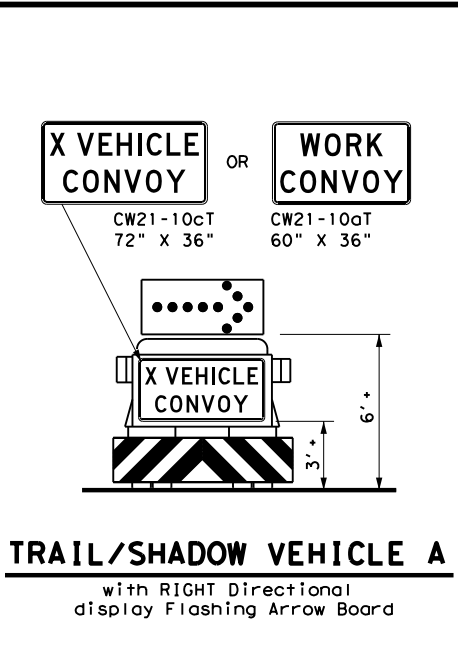 X VEHICLE
CONVOY
OR
WORK
CONVOY
CW21-10cT
72" X 36"
CW21-10aT
60" X 36"
X VEHICLE
CONVOY
6' +
3' +
TRAIL/SHADOW VEHICLE A
with RIGHT Directional
display Flashing Arrow Board